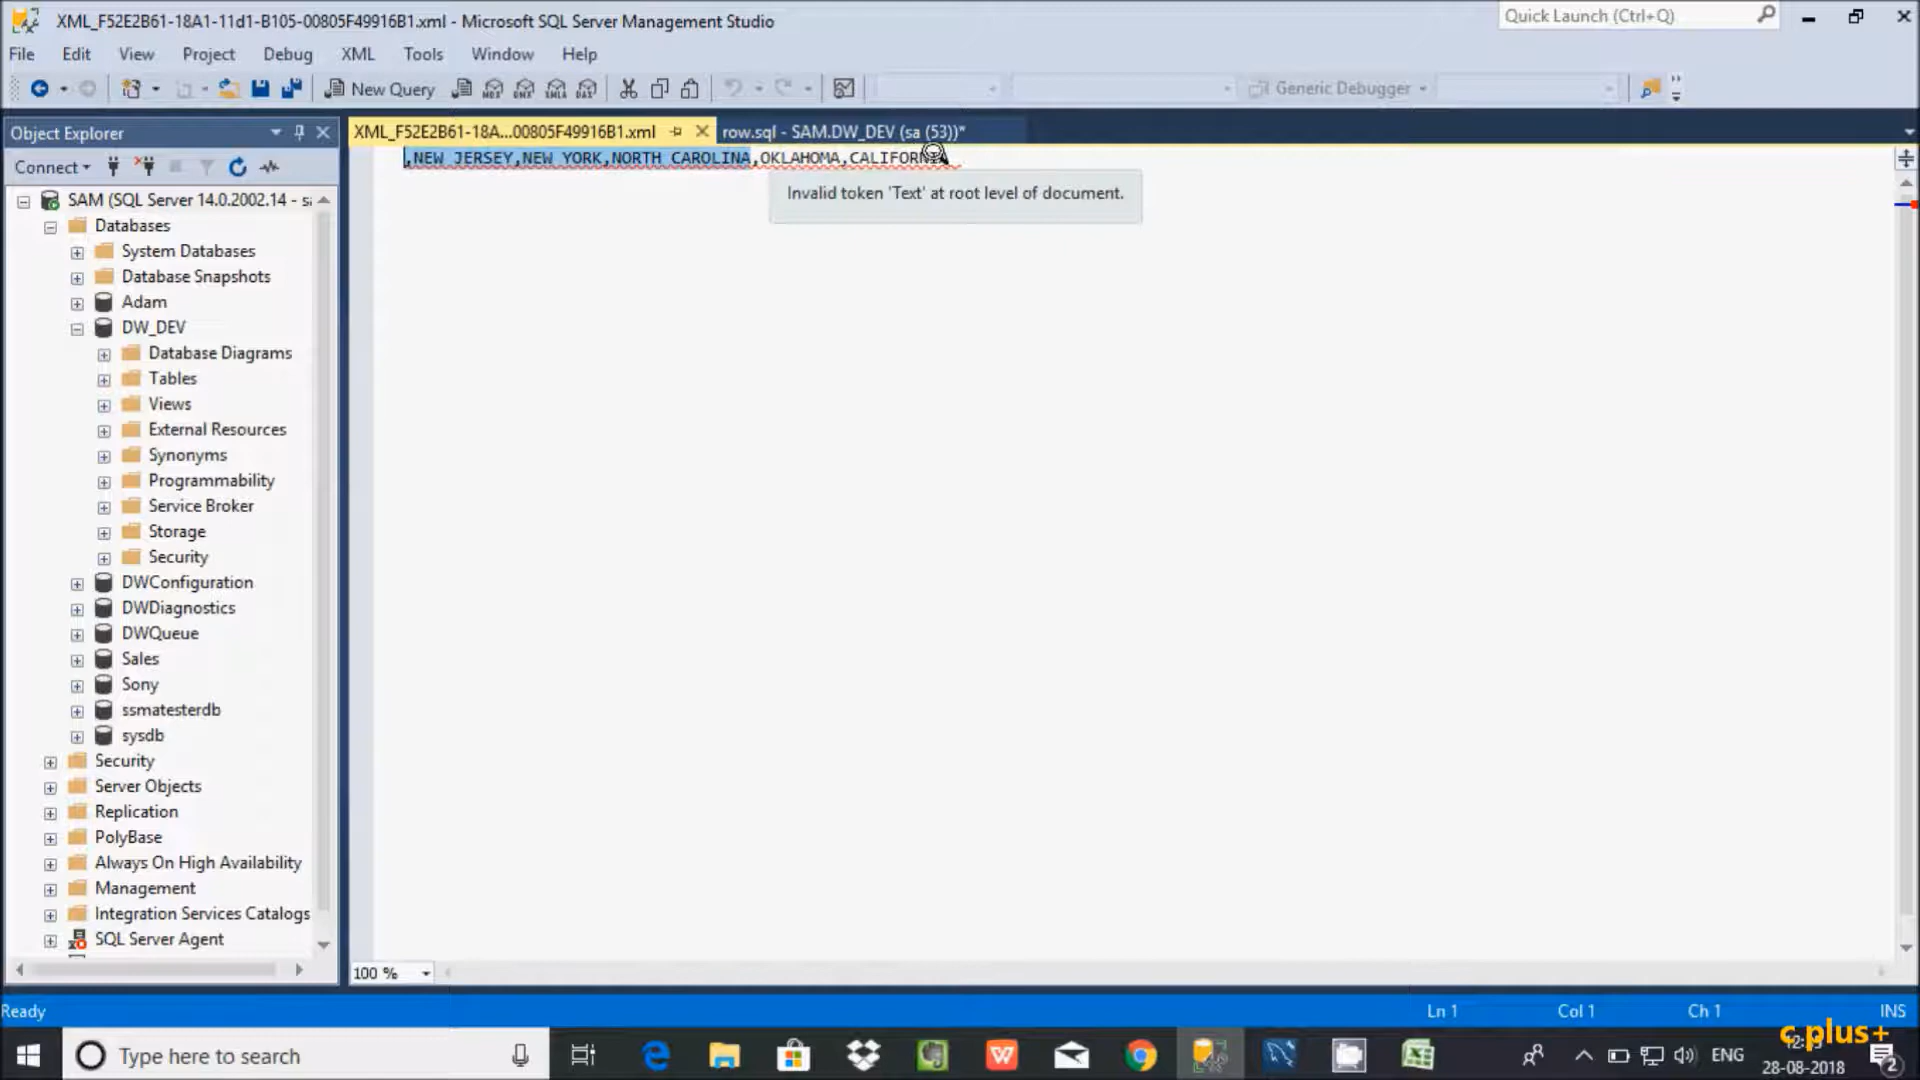 XML_F52E2B61-18A1-11d1-B105-00805F49916B1.xml - Microsoft SQL Server Management Studio
Quick Launch (Ctrl+Q)
File Edit View Project Debug XML Tools Window Help
New Query
Generic Debugger
Object Explorer
XML_F52E2B61-18A...00805F49916B1.xml
row.sql - SAM.DW_DEV (sa (53))*
Connect
,NEW JERSEY,NEW YORK,NORTH CAROLINA,OKLAHOMA,CALIFORNIA
Invalid token 'Text' at root level of document.
SAM (SQL Server 14.0.2002.14 - sa
Databases
System Databases
Database Snapshots
Adam
DW_DEV
Database Diagrams
Tables
Views
External Resources
Synonyms
Programmability
Service Broker
Storage
Security
DWConfiguration
DWDiagnostics
DWQueue
Sales
Sony
ssmatesterdb
sysdb
Security
Server Objects
Replication
PolyBase
Always On High Availability
Management
Integration Services Catalogs
SQL Server Agent
100 %
Ready
Ln 1
Col 1
Ch 1
INS
c plus+
Type here to search
ENG
28-08-2018
2